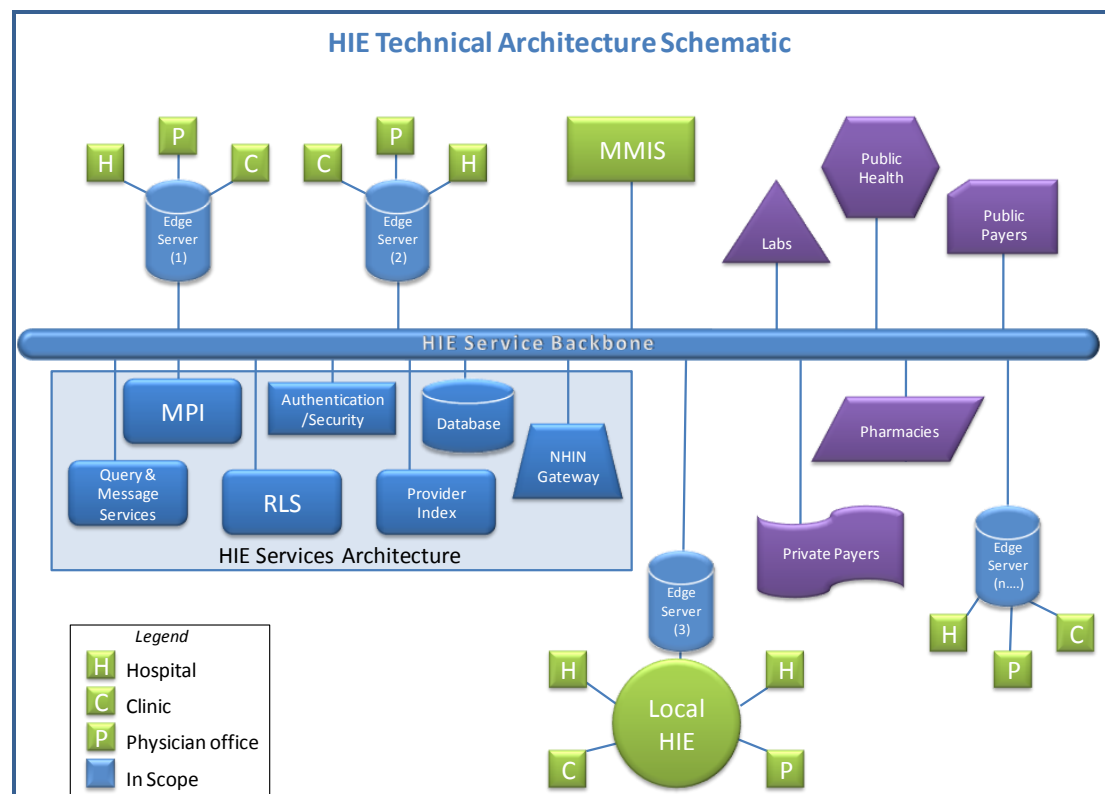 HIE Technical Architecture Schematic
P
H
C
Edge
Server
(1)
P
C
H
Edge
Server
(2)
MMIS
Labs
Public
Health
Public
Payers
HIE Service Backbone
MPI
Authentication
/Security
Database
NHIN
Gateway
Query &
Message
Services
RLS
Provider
Index
HIE Services Architecture
Pharmacies
Private Payers
Edge
Server
(3)
H
H
Local
HIE
C
P
Edge
Server
(n....)
H
C
P
Legend
H Hospital
C Clinic
P Physician office
In Scope